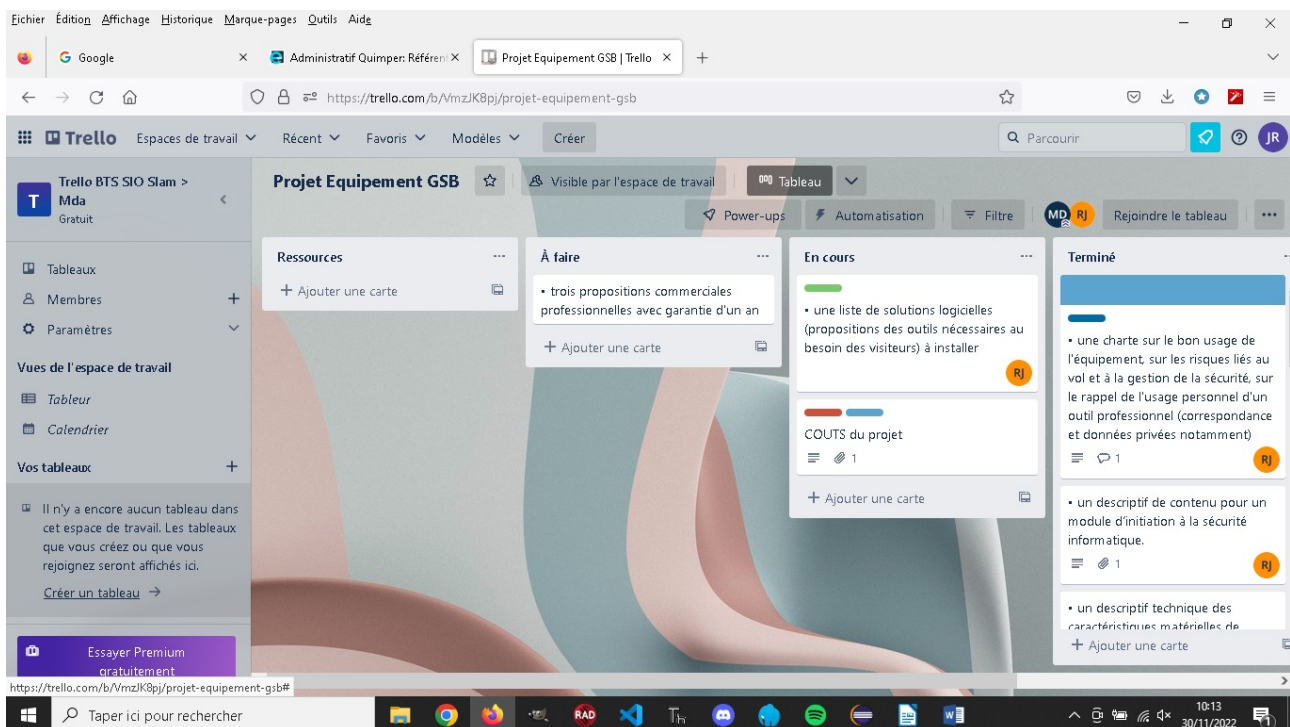 Fichier Édition Affichage Historique Marque-pages Outils Aide
Google
Administratif Quimper: Référen
Projet Equipement GSB | Trello
https://trello.com/b/VmzJK8pj/projet-equipement-gsb
Trello
Espaces de travail
Récent
Favoris
Modèles
Créer
Parcourir
JR
T
Trello BTS SIO Slam >
Mda
Gratuit
Projet Equipement GSB
Visible par l'espace de travail
Tableau
Power-ups
Automatisation
Filtre
MD
RJ
Rejoindre le tableau
Tableaux
Membres
Paramètres
Vues de l'espace de travail
Tableur
Calendrier
Vos tableaux
Il n'y a encore aucun tableau dans
cet espace de travail. Les tableaux
que vous créez ou que vous
rejoignez seront affichés ici.
Créer un tableau →
Essayer Premium
gratuitement
Ressources
+ Ajouter une carte
À faire
• trois propositions commerciales
professionnelles avec garantie d'un an
+ Ajouter une carte
En cours
• une liste de solutions logicielles
(propositions des outils nécessaires au
besoin des visiteurs) à installer
RJ
COUTS du projet
1
+ Ajouter une carte
Terminé
• une charte sur le bon usage de
l'équipement, sur les risques liés au
vol et à la gestion de la sécurité, sur
le rappel de l'usage personnel d'un
outil professionnel (correspondance
et données privées notamment)
1
RJ
• un descriptif de contenu pour un
module d'initiation à la sécurité
informatique.
1
RJ
• un descriptif technique des
caractéristiques matérielles de
+ Ajouter une carte
https://trello.com/b/VmzJK8pj/projet-equipement-gsb#
Taper ici pour rechercher
RAD
Th
10:13
30/11/2022